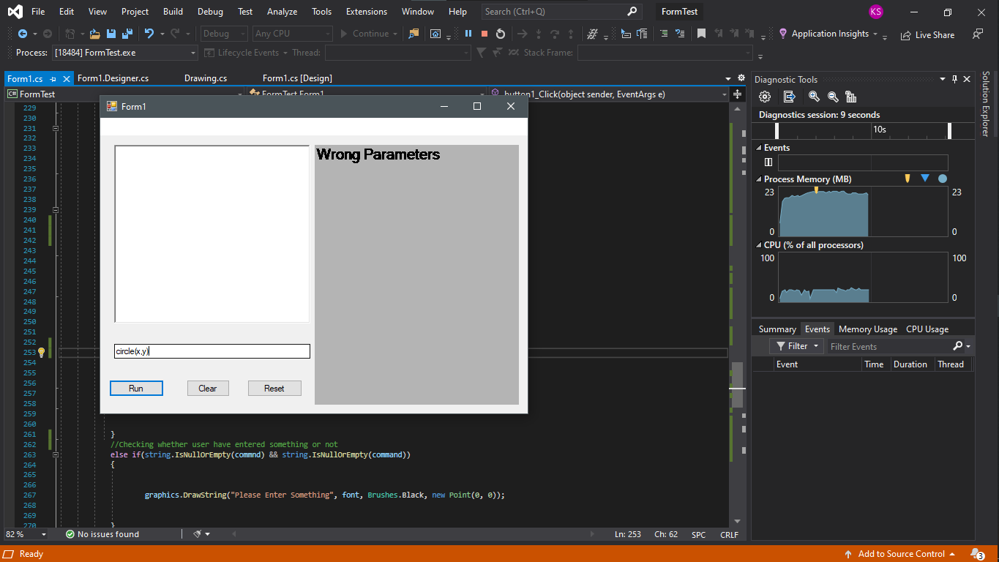 File Edit View Project Build Debug Test Analyze Tools Extensions Window Help Search (Ctrl+Q) FormTest KS
Debug Any CPU Continue Application Insights Live Share
Process: [18484] FormTest.exe Lifecycle Events Thread: Stack Frame:
Form1.cs Form1.Designer.cs Drawing.cs Form1.cs [Design]
C# FormTest FormTest.Form1 button1_Click(object sender, EventArgs e)
Form1
Wrong Parameters
circle(x,y)
Run Clear Reset
229
230
231
232
233
234
235
236
237
238
239
240
241
242
243
244
245
246
247
248
249
250
251
252
253
254
255
256
257
258
259
260
261 }
262 //Checking whether user have entered something or not
263 else if(string.IsNullOrEmpty(commnd) && string.IsNullOrEmpty(command))
264 {
265
266
267 graphics.DrawString("Please Enter Something", font, Brushes.Black, new Point(0, 0));
268
269
270 }
82 % No issues found Ln: 253 Ch: 62 SPC CRLF
Diagnostic Tools
Diagnostics session: 9 seconds
10s
Events
Process Memory (MB)
23 23
0 0
CPU (% of all processors)
100 100
0 0
Summary Events Memory Usage CPU Usage
Filter Filter Events
Event Time Duration Thread
Solution Explorer
Ready Add to Source Control 3